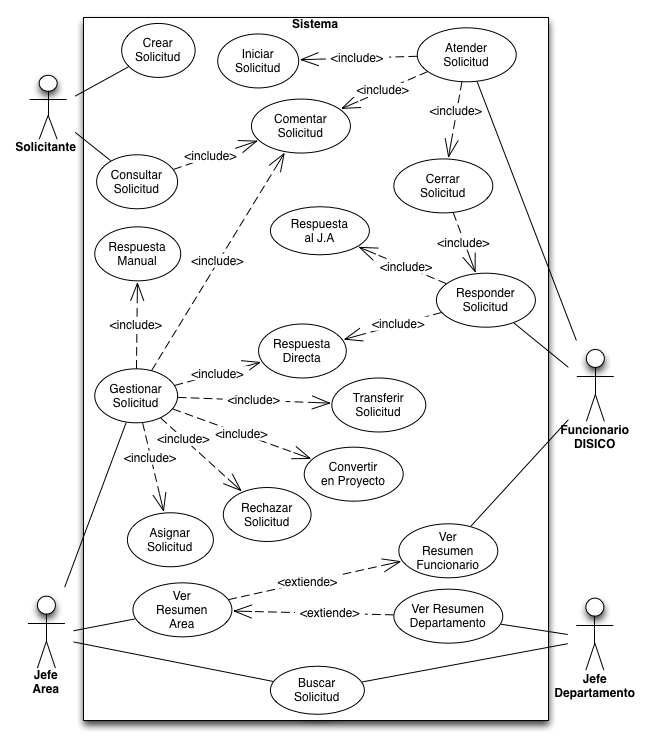 Sistema
Crear
Solicitud
Iniciar
Solicitud
<include>
Atender
Solicitud
<include>
<include>
Comentar
Solicitud
Solicitante
<include>
Consultar
Solicitud
Cerrar
Solicitud
Respuesta
al J.A
Respuesta
Manual
<include>
<include>
<include>
Responder
Solicitud
<include>
<include>
Respuesta
Directa
<include>
Gestionar
Solicitud
<include>
Transferir
Solicitud
<include>
<include>
<include>
Funcionario
DISICO
Convertir
en Proyecto
Rechazar
Solicitud
Asignar
Solicitud
Ver
Resumen
Funcionario
<extiende>
Ver
Resumen
Area
<extiende>
Ver Resumen
Departamento
Jefe
Area
Jefe
Departamento
Buscar
Solicitud